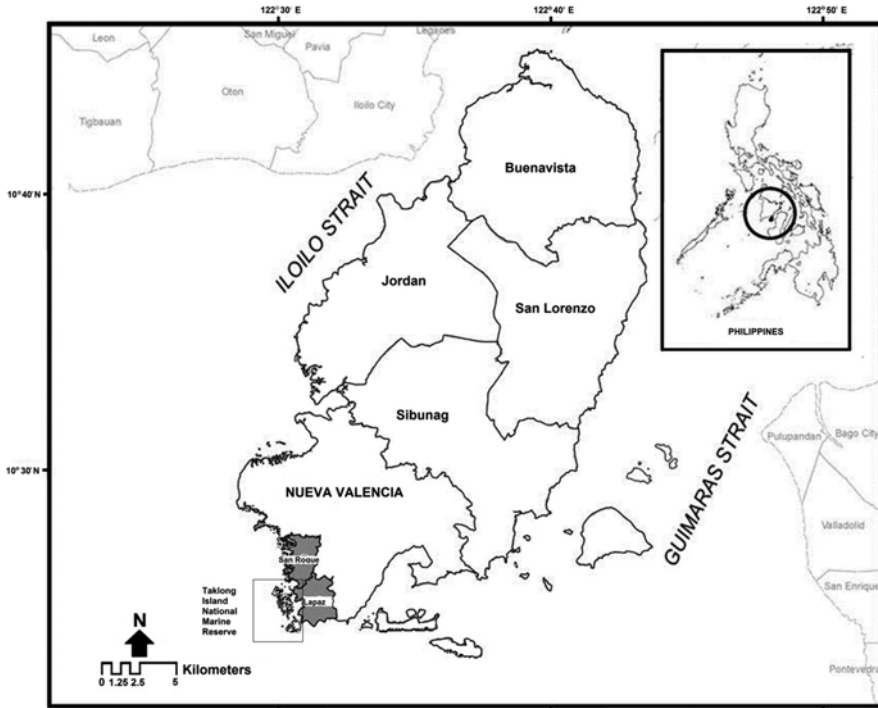 122° 30' E
122° 40'
122° 50'
Leon
San Miguel
Pavia
Leganes
Oton
Iloilo City
Tigbauan
10° 40' N
Buenavista
ILOILO STRAIT
Jordan
San Lorenzo
PHILIPPINES
Sibunag
GUIMARAS STRAIT
Pulupandan
Bago City
10° 30' N
NUEVA VALENCIA
Valladolid
San Roque
San Enrique
Taklong
Island
National
Marine
Reserve
Lapaz
N
Kilometers
0 1.25 2.5 5
Pontevedra